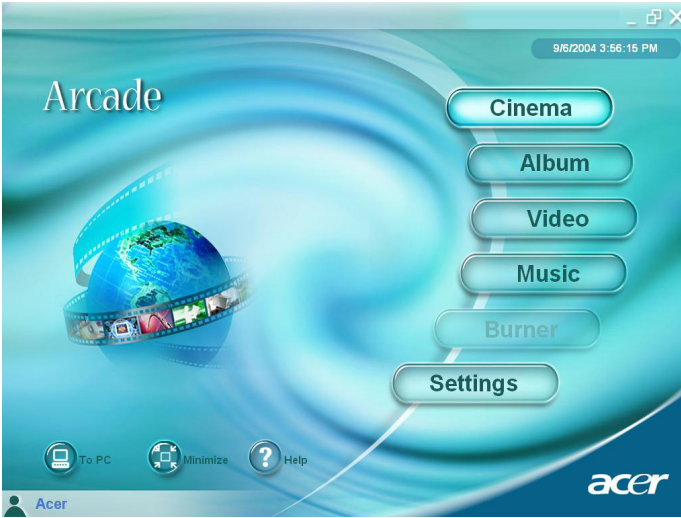 9/6/2004 3:56:15 PM
Arcade
Cinema
Album
Video
Music
Burner
Settings
To PC
Minimize
Help
acer
Acer